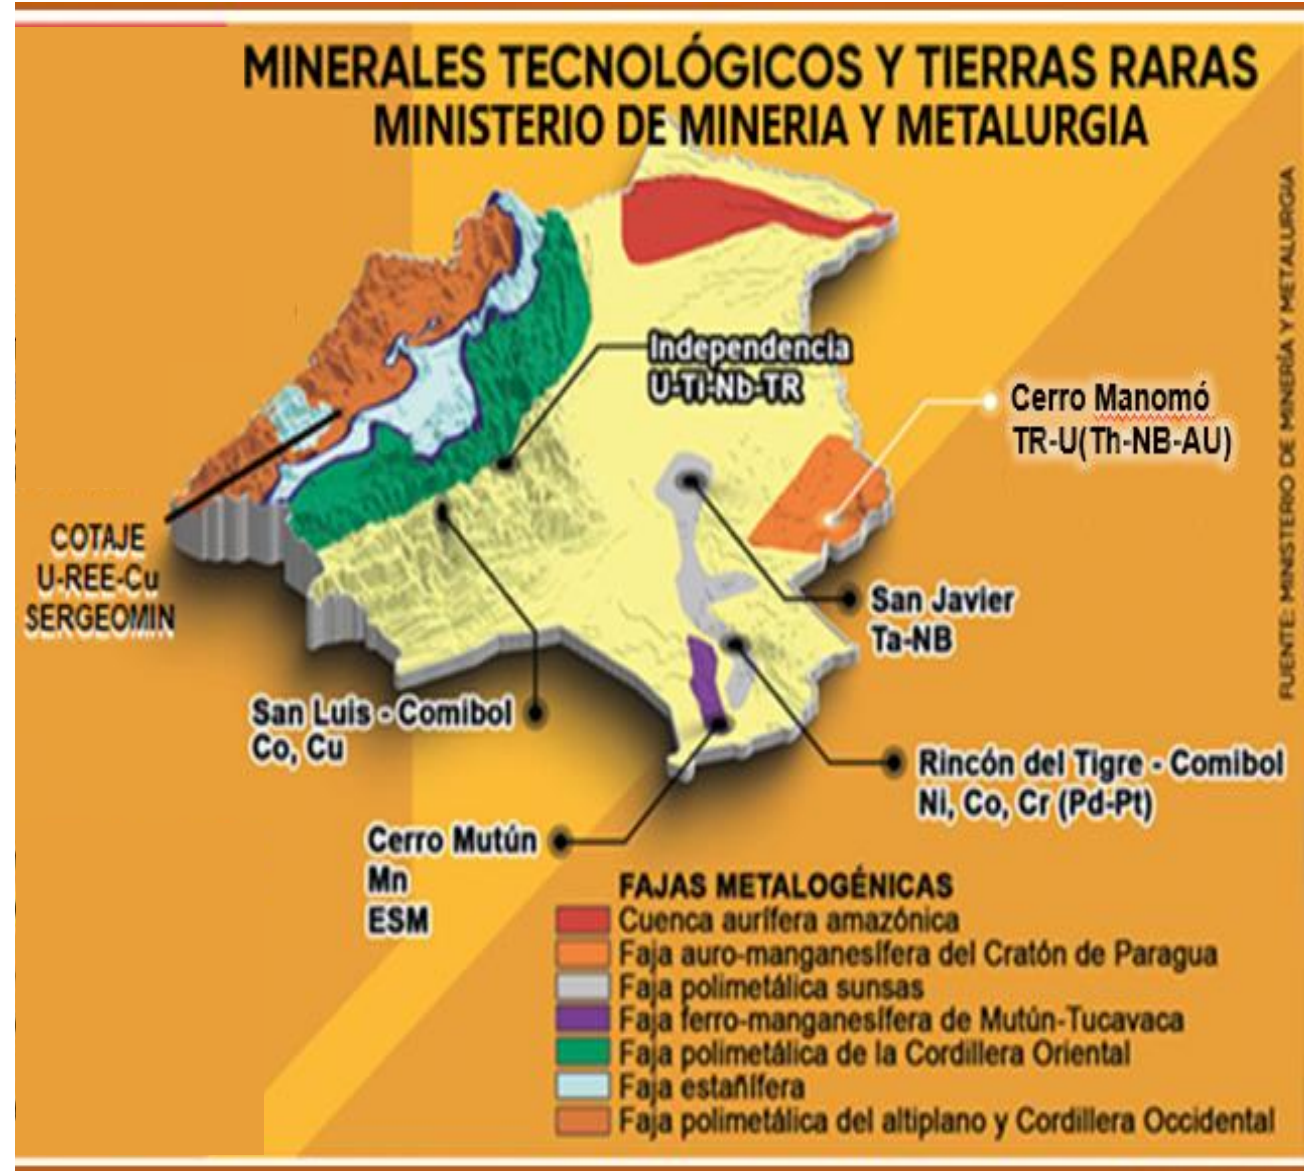 MINERALES TECNOLÓGICOS Y TIERRAS RARAS
MINISTERIO DE MINERIA Y METALURGIA
FUENTE: MINISTERIO DE MINERÍA Y METALURGIA
Independencia
U-Ti-Nb-TR
Cerro Manomó
TR-U(Th-NB-AU)
COTAJE
U-REE-Cu
SERGEOMIN
San Javier
Ta-NB
San Luis - Comibol
Co, Cu
Rincón del Tigre - Comibol
Ni, Co, Cr (Pd-Pt)
Cerro Mutún
Mn
ESM
FAJAS METALOGÉNICAS
Cuenca aurífera amazónica
Faja auro-manganesífera del Cratón de Paragua
Faja polimetálica sunsas
Faja ferro-manganesífera de Mutún-Tucavaca
Faja polimetálica de la Cordillera Oriental
Faja estañífera
Faja polimetálica del altiplano y Cordillera Occidental